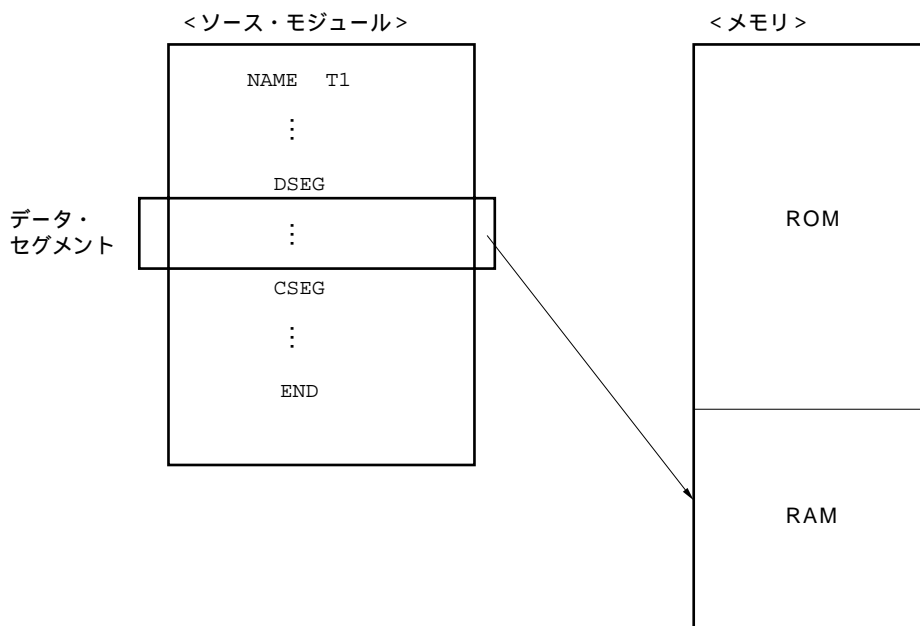 <ソース・モジュール>
NAME T1
⋮
DSEG
データ・
セグメント
⋮
CSEG
⋮
END
<メモリ>
ROM
RAM